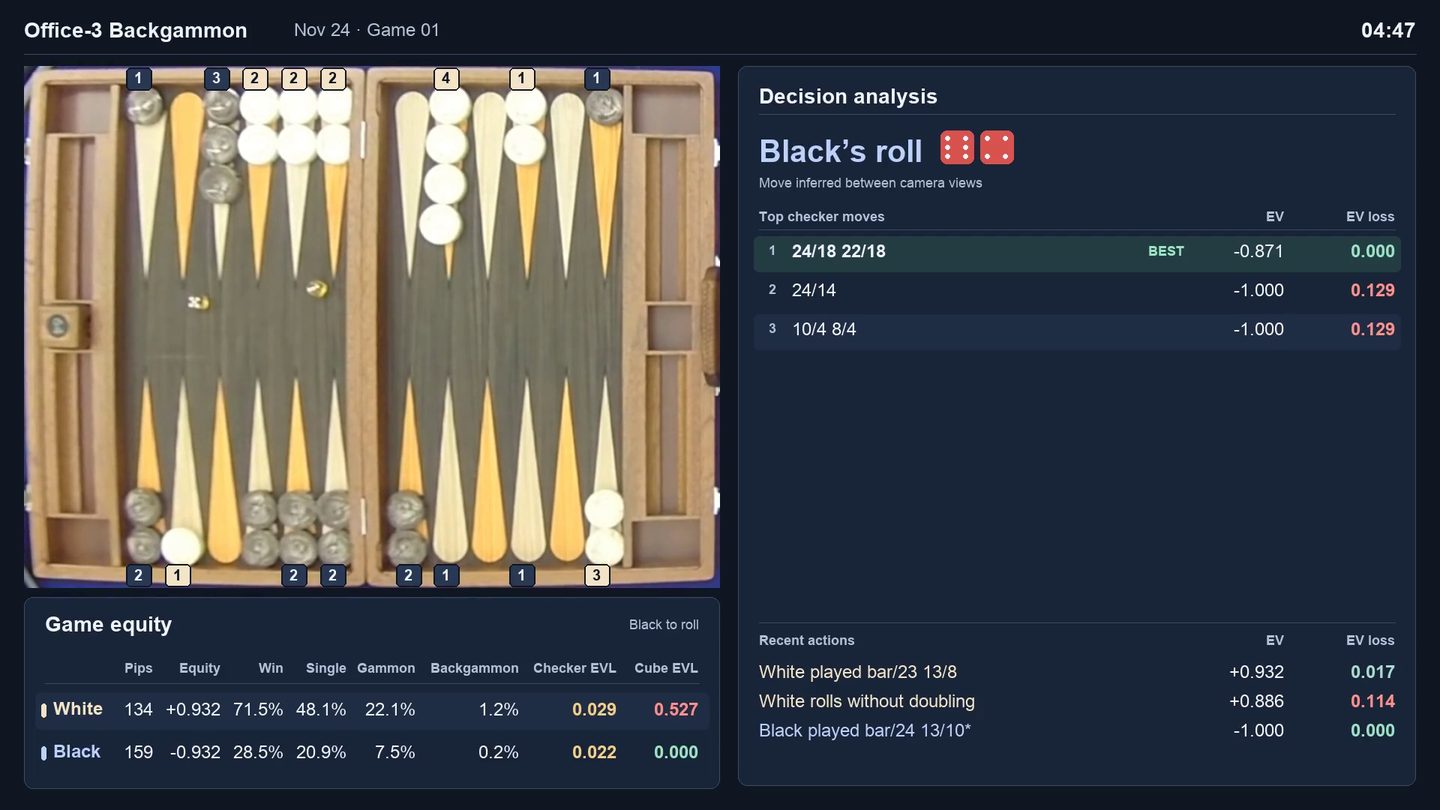 Office-3 Backgammon Nov 24 · Game 01 04:47
1 3 2 2 2 4 1 1
2 1 2 2 2 1 1 3
Game equity Black to roll
Pips Equity Win Single Gammon Backgammon Checker EVL Cube EVL
White 134 +0.932 71.5% 48.1% 22.1% 1.2% 0.029 0.527
Black 159 -0.932 28.5% 20.9% 7.5% 0.2% 0.022 0.000
Decision analysis
Black’s roll
Move inferred between camera views
Top checker moves EV EV loss
1 24/18 22/18 BEST -0.871 0.000
2 24/14 -1.000 0.129
3 10/4 8/4 -1.000 0.129
Recent actions EV EV loss
White played bar/23 13/8 +0.932 0.017
White rolls without doubling +0.886 0.114
Black played bar/24 13/10* -1.000 0.000